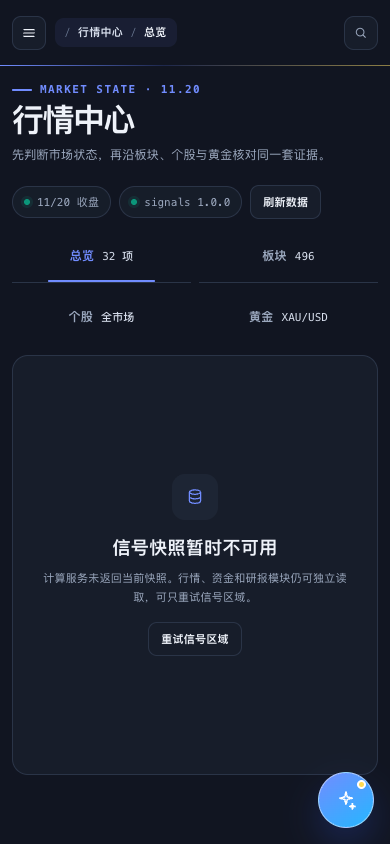 / 行情中心 / 总览
MARKET STATE · 11.20
行情中心
先判断市场状态，再沿板块、个股与黄金核对同一套证据。
11/20 收盘 signals 1.0.0 刷新数据
总览 32 项 板块 496
个股 全市场 黄金 XAU/USD
信号快照暂时不可用
计算服务未返回当前快照。行情、资金和研报模块仍可独立读
取，可只重试信号区域。
重试信号区域